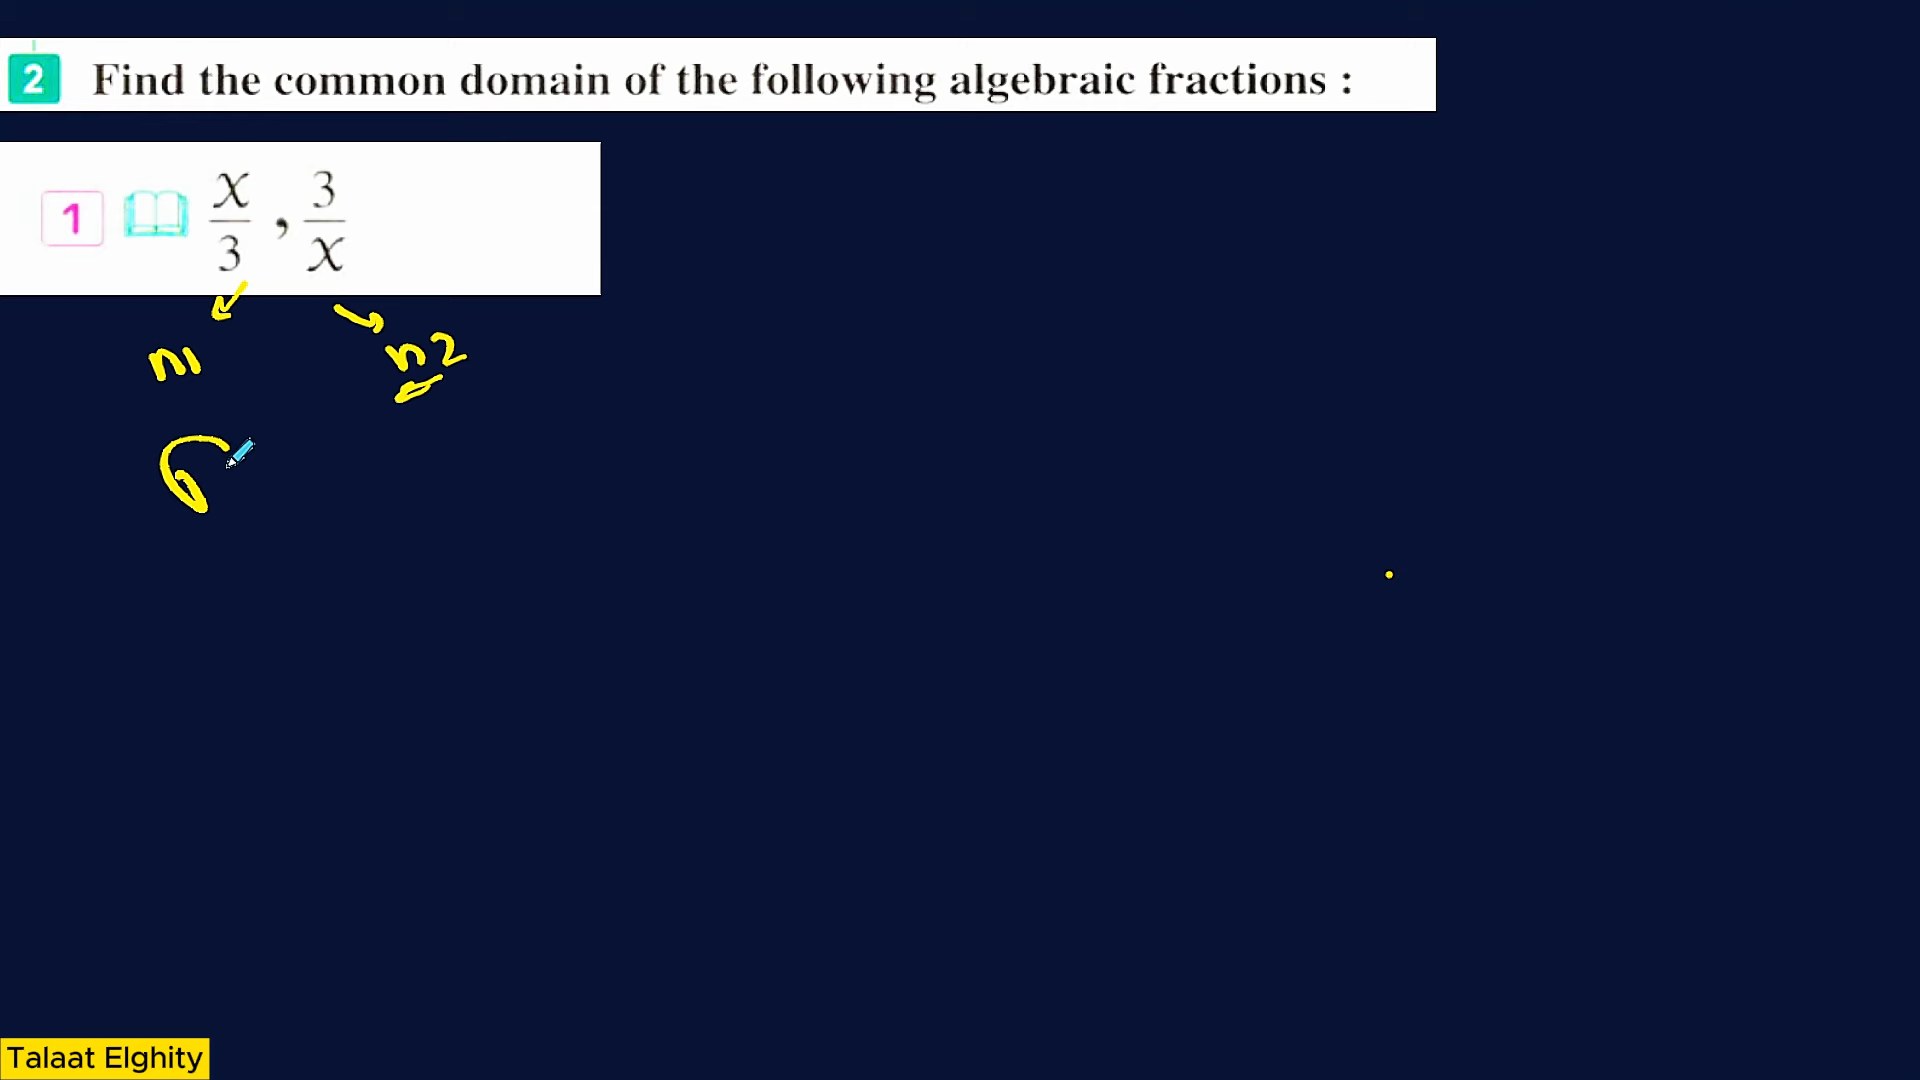 2 Find the common domain of the following algebraic fractions :
1 x/3 , 3/x
n1 n2
Talaat Elghity